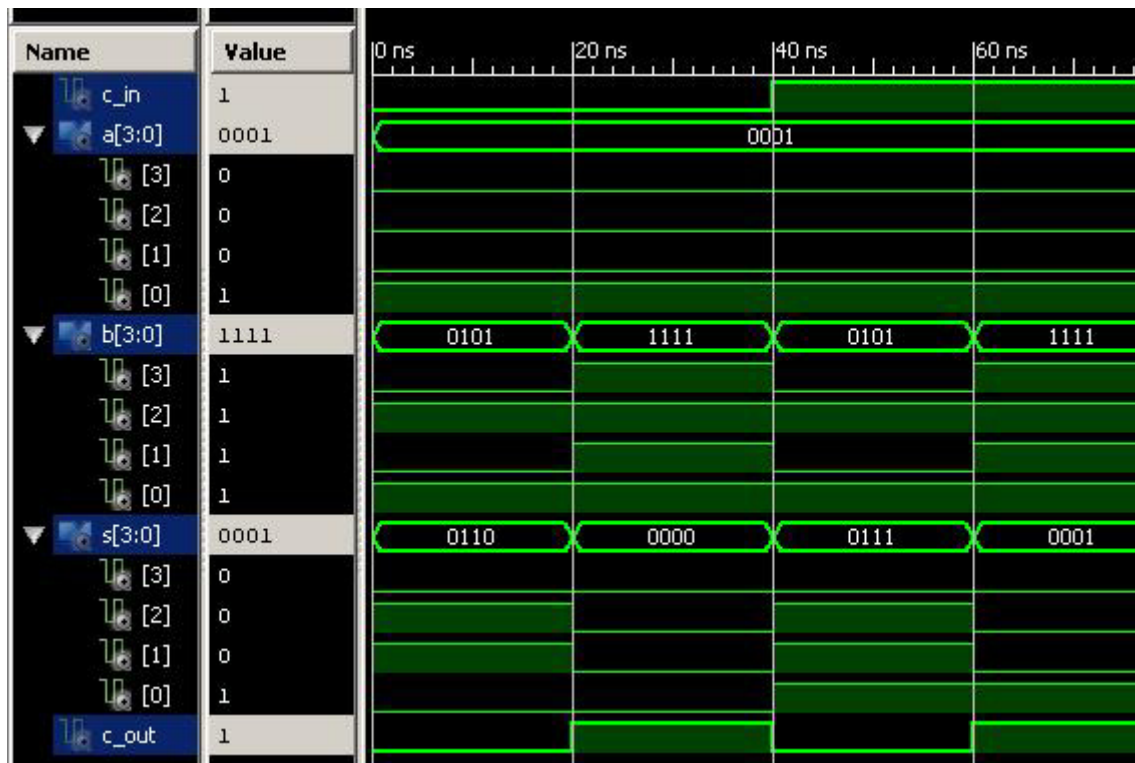 Name Value 0 ns 20 ns 40 ns 60 ns
c_in 1
a[3:0] 0001 0001
[3] 0
[2] 0
[1] 0
[0] 1
b[3:0] 1111 0101 1111 0101 1111
[3] 1
[2] 1
[1] 1
[0] 1
s[3:0] 0001 0110 0000 0111 0001
[3] 0
[2] 0
[1] 0
[0] 1
c_out 1